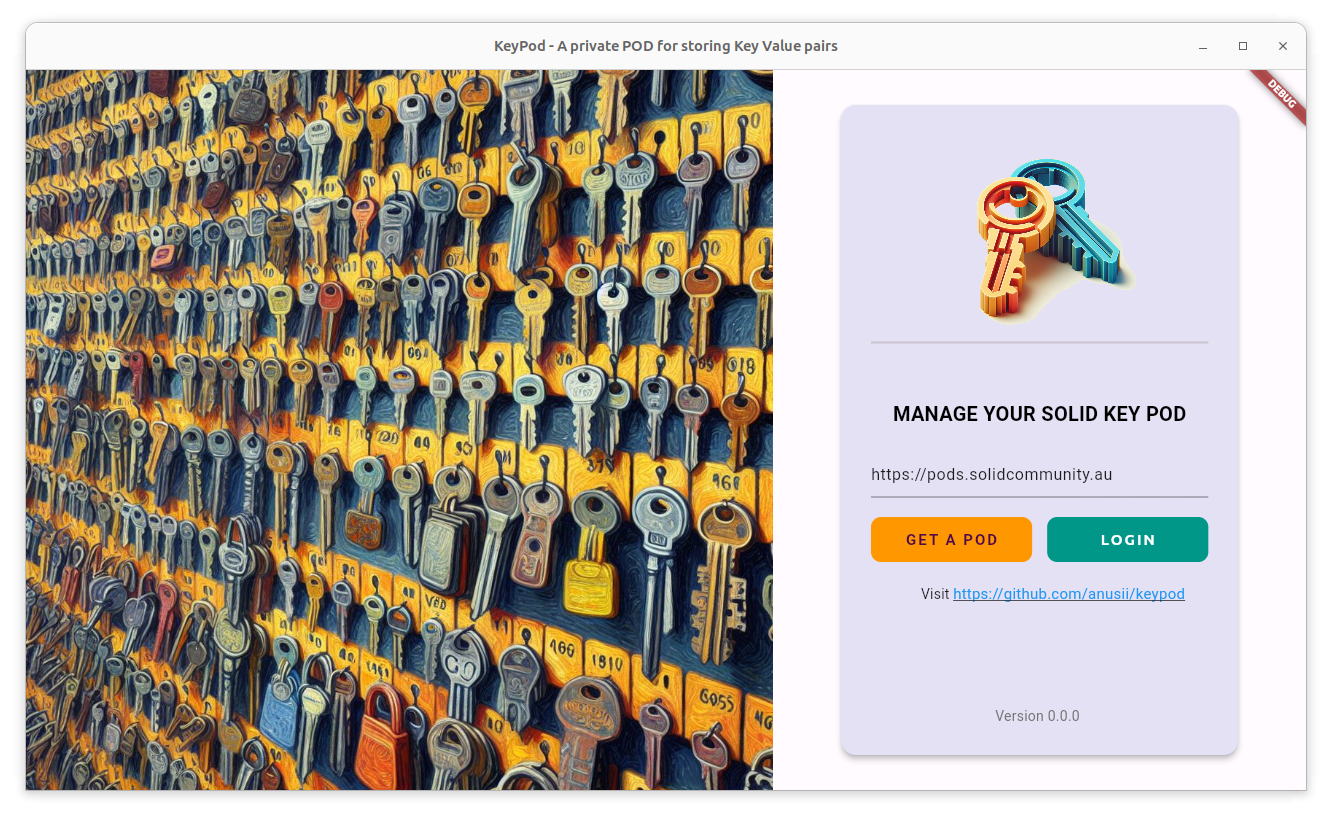 KeyPod - A private POD for storing Key Value pairs
DEBUG
MANAGE YOUR SOLID KEY POD
https://pods.solidcommunity.au
GET A POD
LOGIN
Visit https://github.com/anusii/keypod
Version 0.0.0